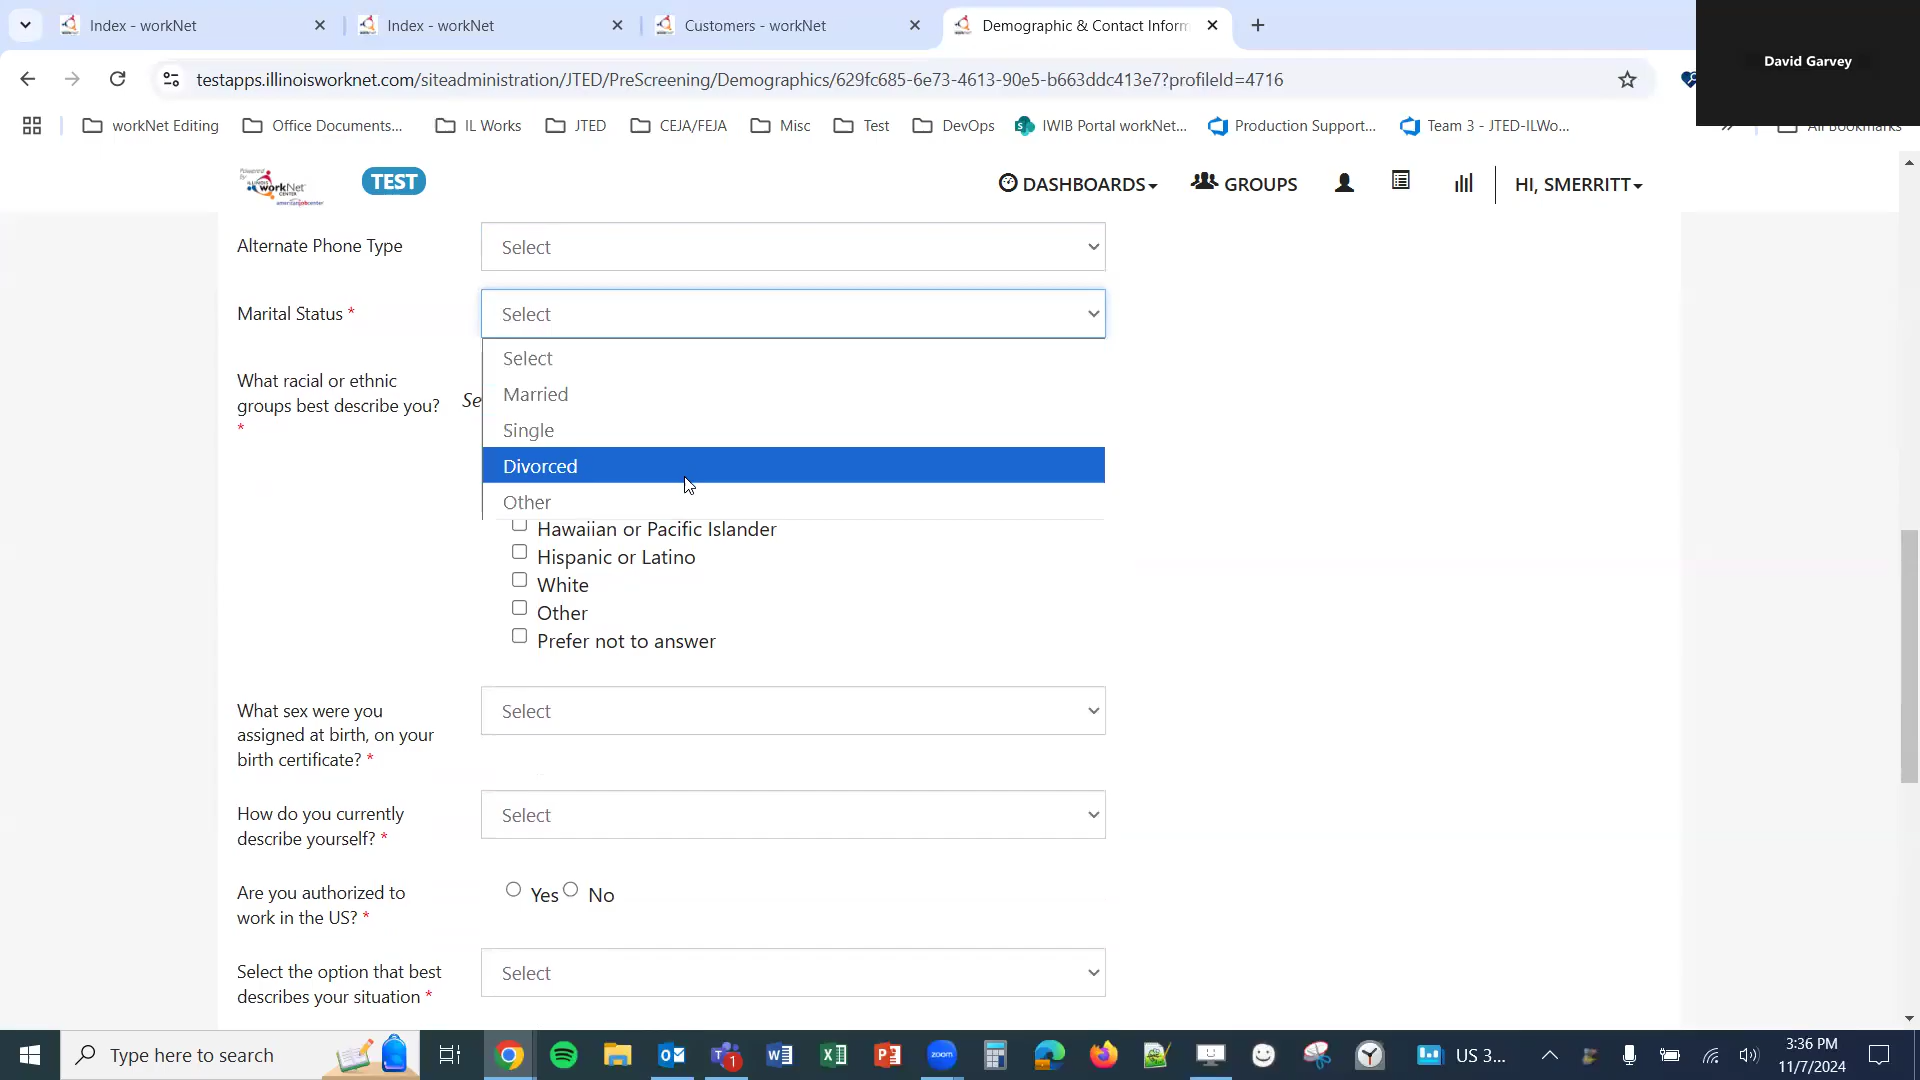 Index - workNet
Index - workNet
Customers - workNet
Demographic & Contact Inform
David Garvey
testapps.illinoisworknet.com/siteadministration/JTED/PreScreening/Demographics/629fc685-6e73-4613-90e5-b663ddc413e7?profileId=4716
workNet Editing
Office Documents...
IL Works
JTED
CEJA/FEJA
Misc
Test
DevOps
IWIB Portal workNet...
Production Support...
Team 3 - JTED-ILWo...
All Bookmarks
workNet
CENTER
TEST
DASHBOARDS
GROUPS
HI, SMERRITT
Alternate Phone Type
Select
Marital Status *
Select
Select
Married
Single
Divorced
Other
What racial or ethnic
groups best describe you?
*
Se
Hawaiian or Pacific Islander
Hispanic or Latino
White
Other
Prefer not to answer
What sex were you
assigned at birth, on your
birth certificate? *
Select
How do you currently
describe yourself? *
Select
Are you authorized to
work in the US? *
Yes
No
Select the option that best
describes your situation *
Select
Type here to search
1
zoom
US 3...
3:36 PM
11/7/2024